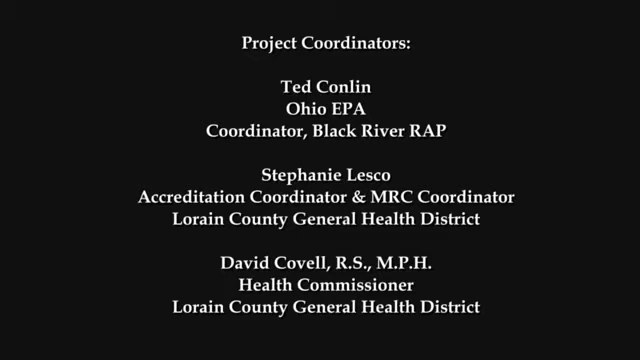 Project Coordinators:
Ted Conlin
Ohio EPA
Coordinator, Black River RAP
Stephanie Lesco
Accreditation Coordinator & MRC Coordinator
Lorain County General Health District
David Covell, R.S., M.P.H.
Health Commissioner
Lorain County General Health District